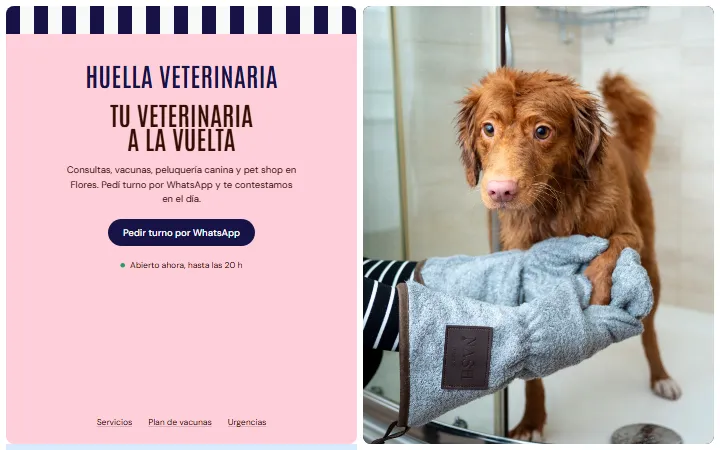 HUELLA VETERINARIA
TU VETERINARIA
A LA VUELTA
Consultas, vacunas, peluquería canina y pet shop en
Flores. Pedí turno por WhatsApp y te contestamos
en el día.
Pedir turno por WhatsApp
Abierto ahora, hasta las 20 h
Servicios
Plan de vacunas
Urgencias